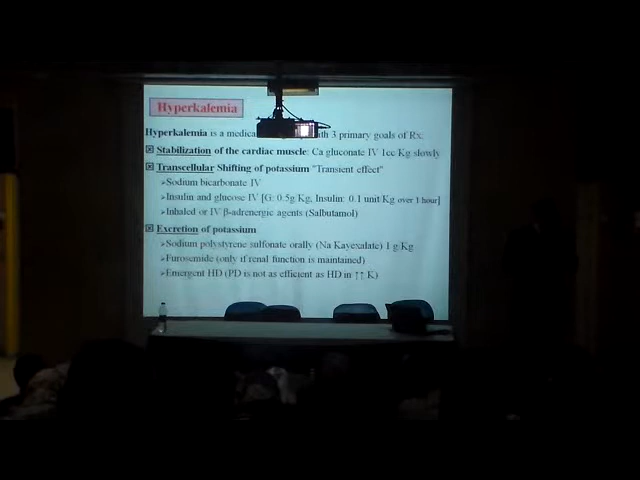 Hyperkalemia
Hyperkalemia is a medica th 3 primary goals of Rx:
Stabilization of the cardiac muscle: Ca gluconate IV 1cc/Kg slowly
Transcellular Shifting of potassium "Transient effect"
Sodium bicarbonate IV
Insulin and glucose IV [G: 0.5g/Kg, Insulin: 0.1 unit/Kg over 1 hour]
Inhaled or IV β-adrenergic agents (Salbutamol)
Excretion of potassium
Sodium polystyrene sulfonate orally (Na Kayexalate) 1 g/Kg
Furosemide (only if renal function is maintained)
Emergent HD (PD is not as efficient as HD in ↑↑ K)